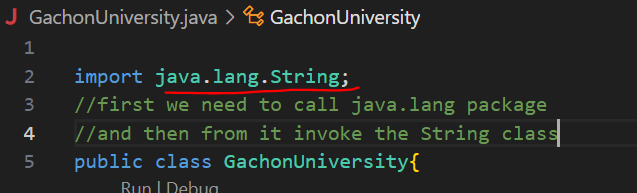 J GachonUniversity.java > GachonUniversity
1
2 import java.lang.String;
3 //first we need to call java.lang package
4 //and then from it invoke the String class
5 public class GachonUniversity{
Run | Debug